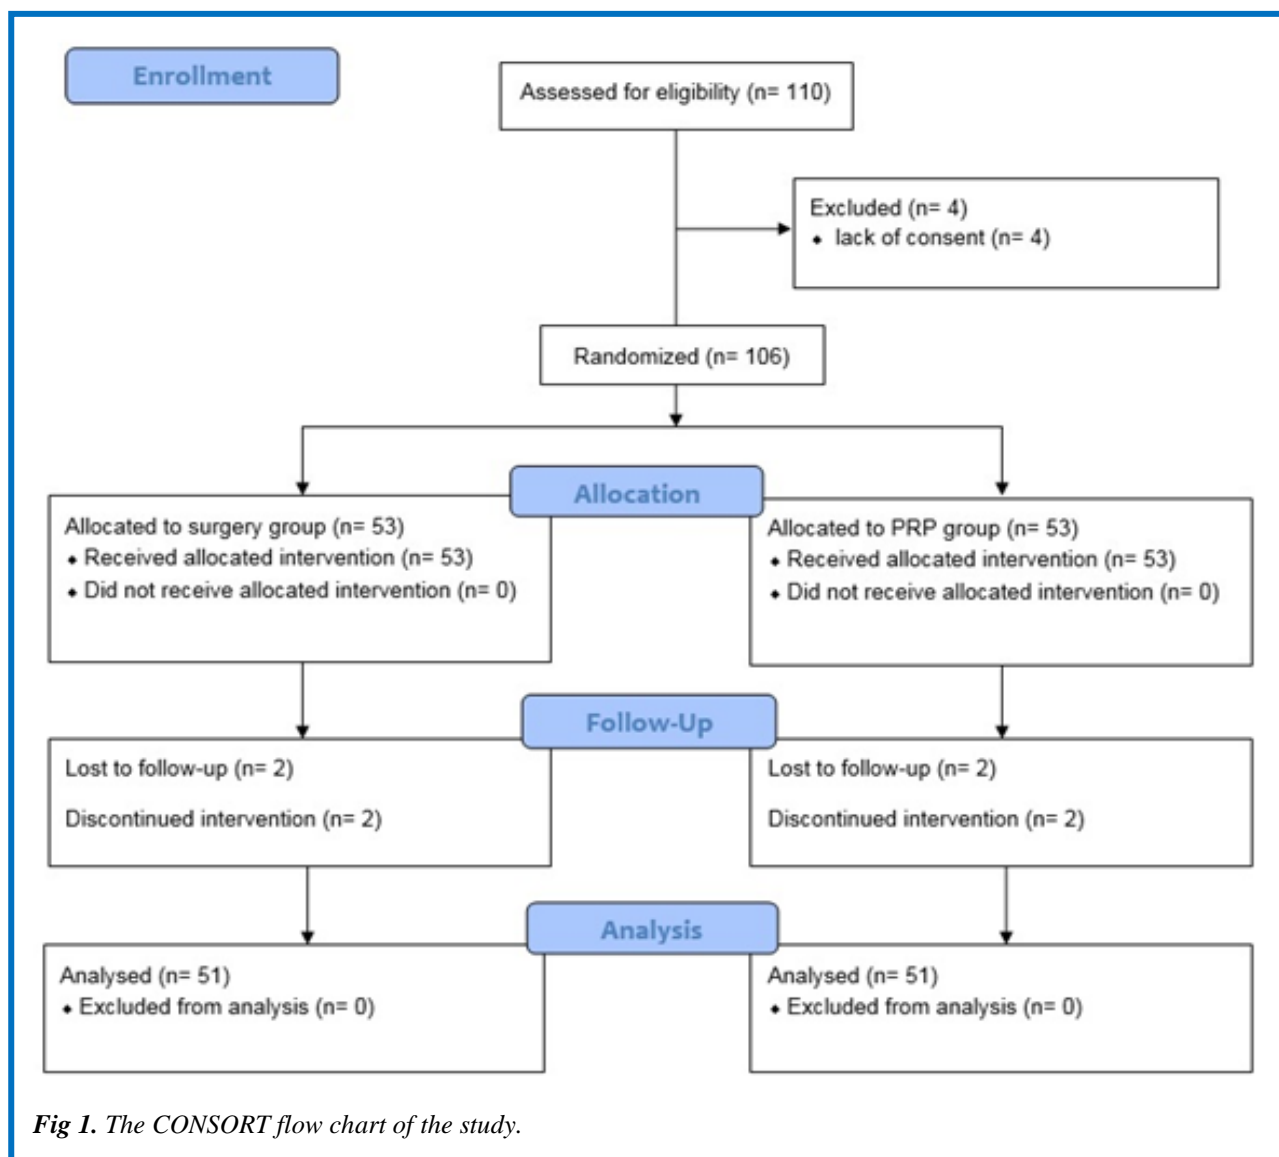 Enrollment
Assessed for eligibility (n= 110)
Excluded (n= 4)
◆ lack of consent (n= 4)
Randomized (n= 106)
Allocation
Allocated to surgery group (n= 53)
◆ Received allocated intervention (n= 53)
◆ Did not receive allocated intervention (n= 0)
Allocated to PRP group (n= 53)
◆ Received allocated intervention (n= 53)
◆ Did not receive allocated intervention (n= 0)
Follow-Up
Lost to follow-up (n= 2)
Discontinued intervention (n= 2)
Lost to follow-up (n= 2)
Discontinued intervention (n= 2)
Analysis
Analysed (n= 51)
◆ Excluded from analysis (n= 0)
Analysed (n= 51)
◆ Excluded from analysis (n= 0)
Fig 1. The CONSORT flow chart of the study.